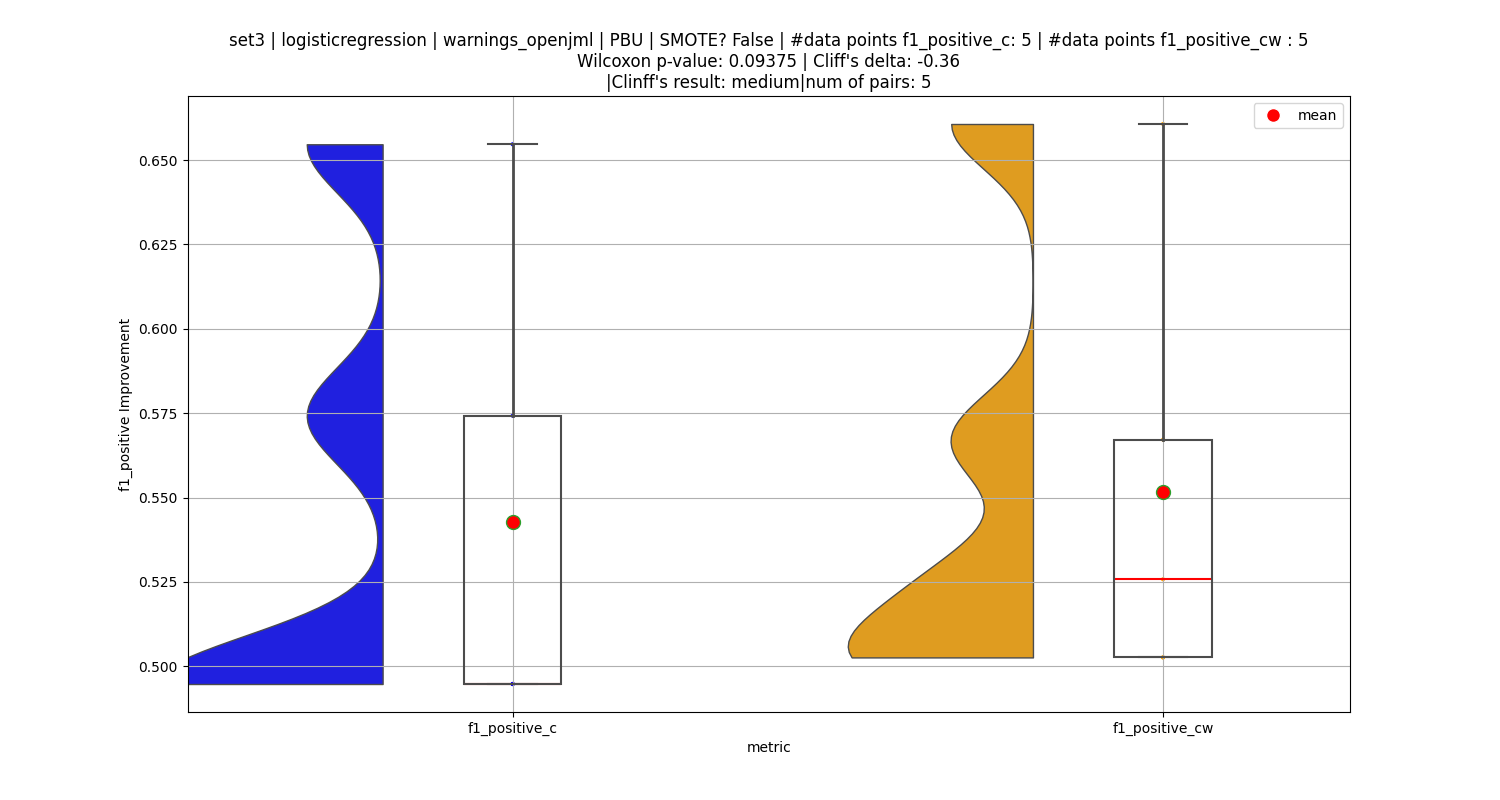 set3 | logisticregression | warnings_openjml | PBU | SMOTE? False | #data points f1_positive_c: 5 | #data points f1_positive_cw : 5
Wilcoxon p-value: 0.09375 | Cliff's delta: -0.36
|Clinff's result: medium|num of pairs: 5
mean
0.650
0.625
0.600
0.575
0.550
0.525
0.500
f1_positive Improvement
f1_positive_c
f1_positive_cw
metric